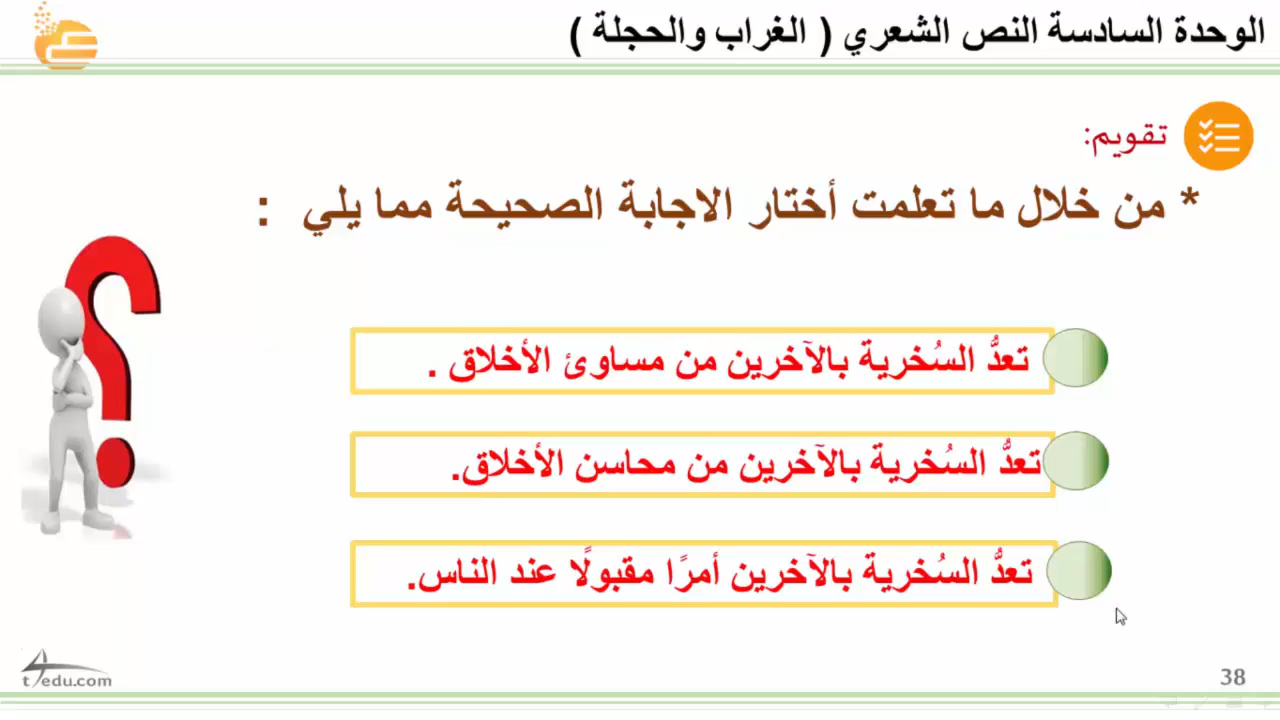 الوحدة السادسة النص الشعري ( الغراب والحجلة )
تقويم:
* من خلال ما تعلمت أختار الاجابة الصحيحة مما يلي :
تعدُّ السُخرية بالآخرين من مساوئ الأخلاق .
تعدُّ السُخرية بالآخرين من محاسن الأخلاق.
تعدُّ السُخرية بالآخرين أمرًا مقبولًا عند الناس.
t4edu.com
38